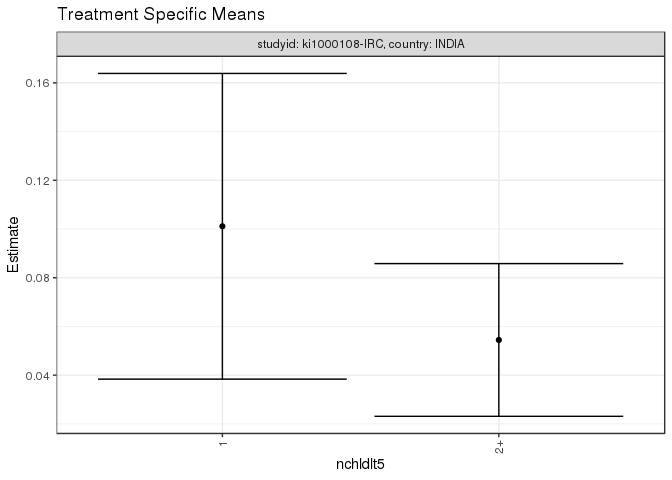 Treatment Specific Means
studyid: ki1000108-IRC, country: INDIA
0.16
0.12
0.08
0.04
Estimate
1
2+
nchldlt5